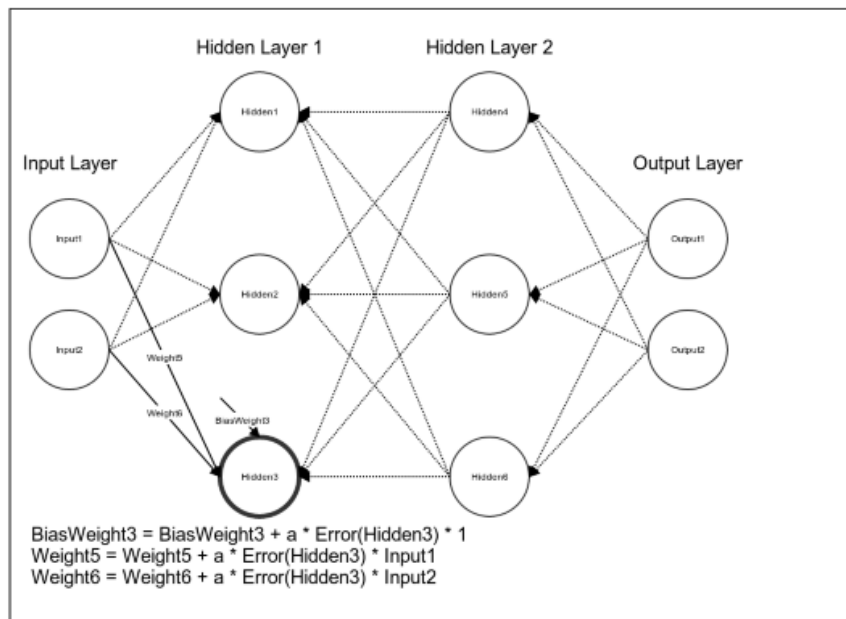 Hidden Layer 1
Hidden Layer 2
Hidden1
Hidden4
Input Layer
Output Layer
Input1
Output1
Hidden2
Hidden5
Input2
Output2
Weight5
Weight6
BiasWeight3
Hidden3
Hidden6
BiasWeight3 = BiasWeight3 + a * Error(Hidden3) * 1
Weight5 = Weight5 + a * Error(Hidden3) * Input1
Weight6 = Weight6 + a * Error(Hidden3) * Input2